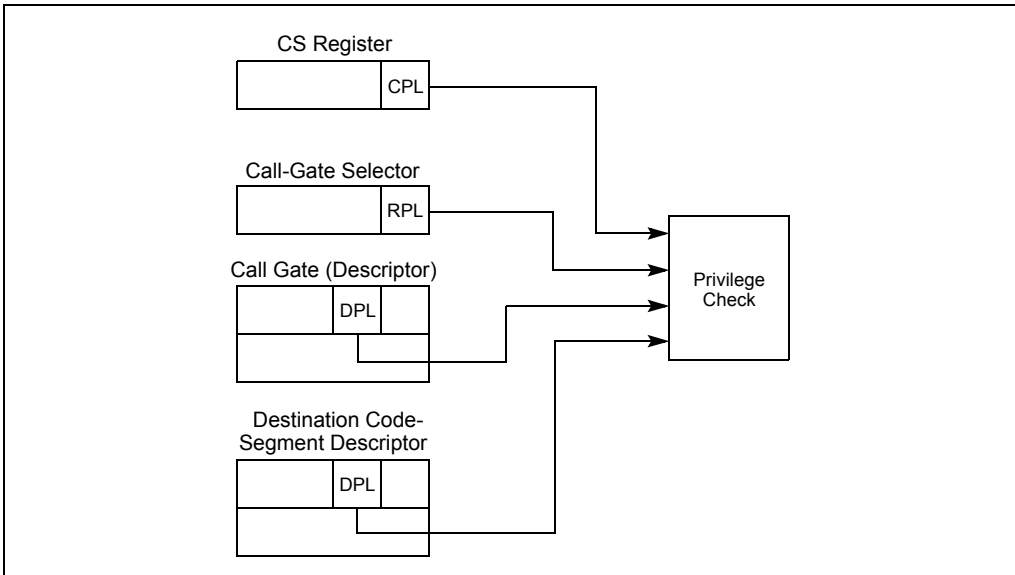 CS Register
CPL
Call-Gate Selector
RPL
Call Gate (Descriptor)
DPL
Privilege
Check
Destination Code-
Segment Descriptor
DPL